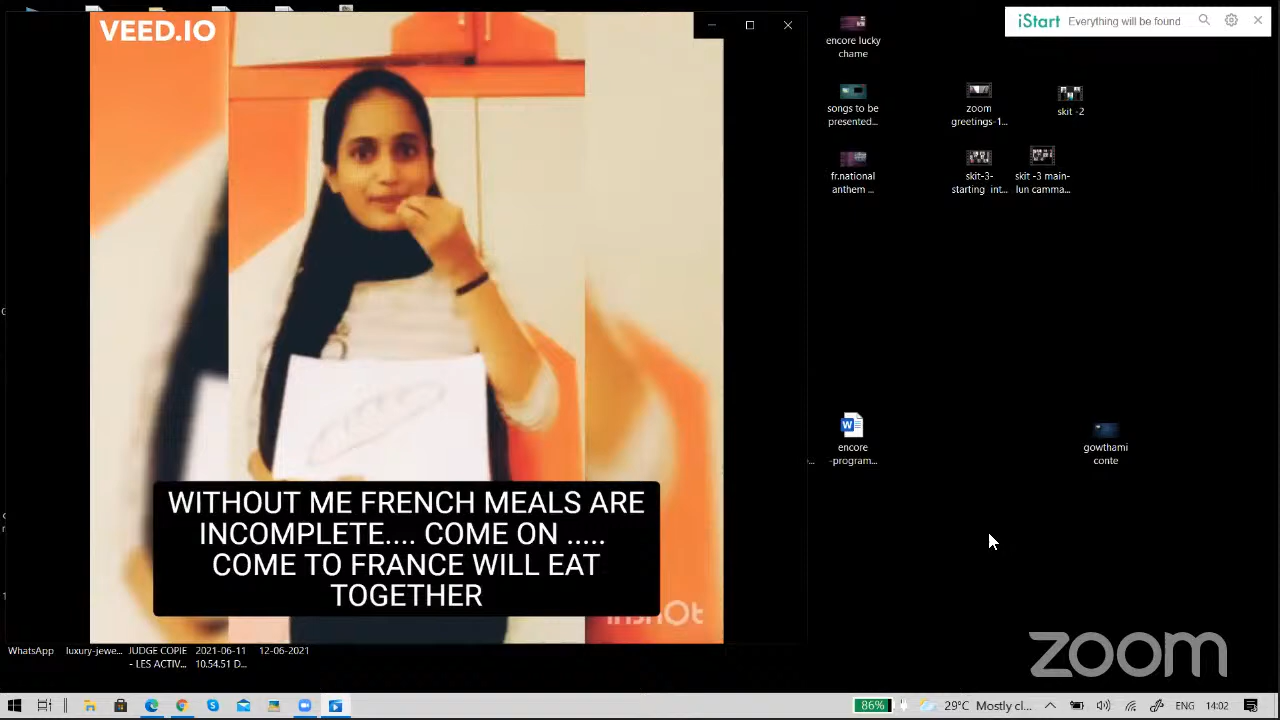 VEED.IO
iStart
Everything will be found
encore lucky
chame
songs to be
presented...
zoom
greetings-1...
skit -2
fr.national
anthem ...
skit-3-
starting int...
skit -3 main-
lun camma...
encore
-program...
gowthami
conte
WITHOUT ME FRENCH MEALS ARE
INCOMPLETE.... COME ON .....
COME TO FRANCE WILL EAT
TOGETHER
InShOt
zoom
WhatsApp
luxury-jewe...
JUDGE COPIE
- LES ACTIV...
2021-06-11
10.54.51 D...
12-06-2021
86%
29°C Mostly cl...
ENG
14:02